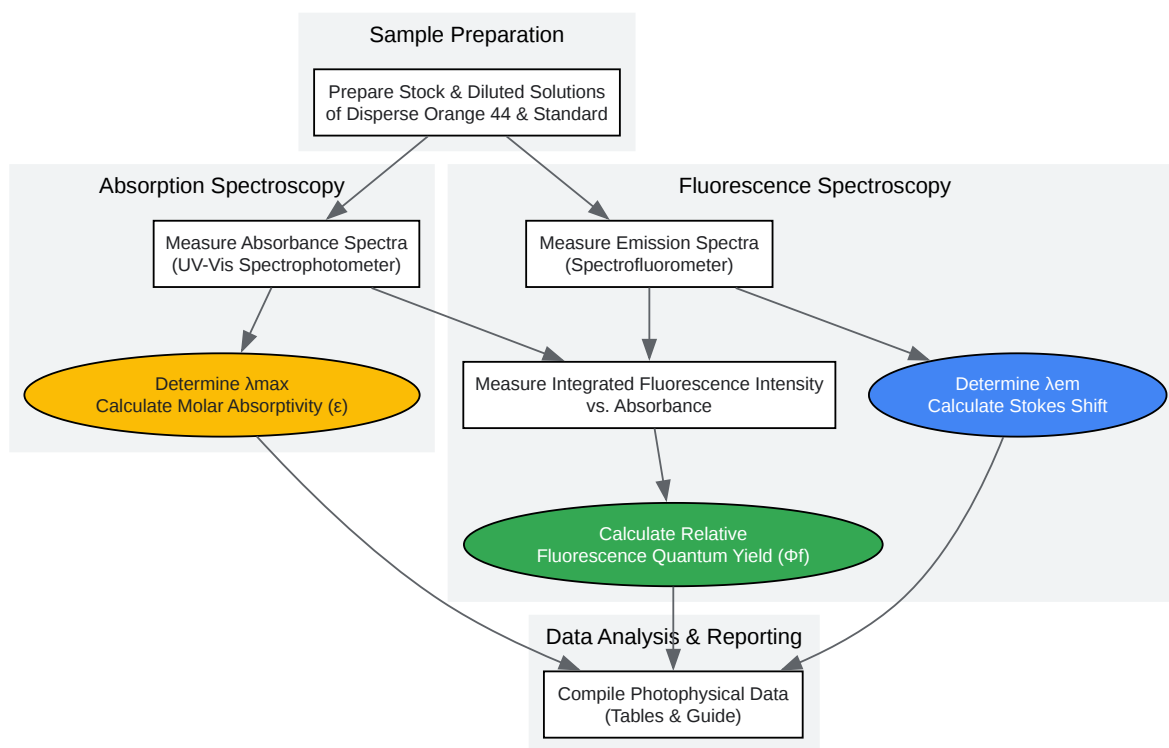 Sample Preparation
Prepare Stock & Diluted Solutions
of Disperse Orange 44 & Standard
Absorption Spectroscopy
Fluorescence Spectroscopy
Measure Absorbance Spectra
(UV-Vis Spectrophotometer)
Measure Emission Spectra
(Spectrofluorometer)
Determine λmax
Calculate Molar Absorptivity (ε)
Measure Integrated Fluorescence Intensity
vs. Absorbance
Determine λem
Calculate Stokes Shift
Calculate Relative
Fluorescence Quantum Yield (Φf)
Data Analysis & Reporting
Compile Photophysical Data
(Tables & Guide)